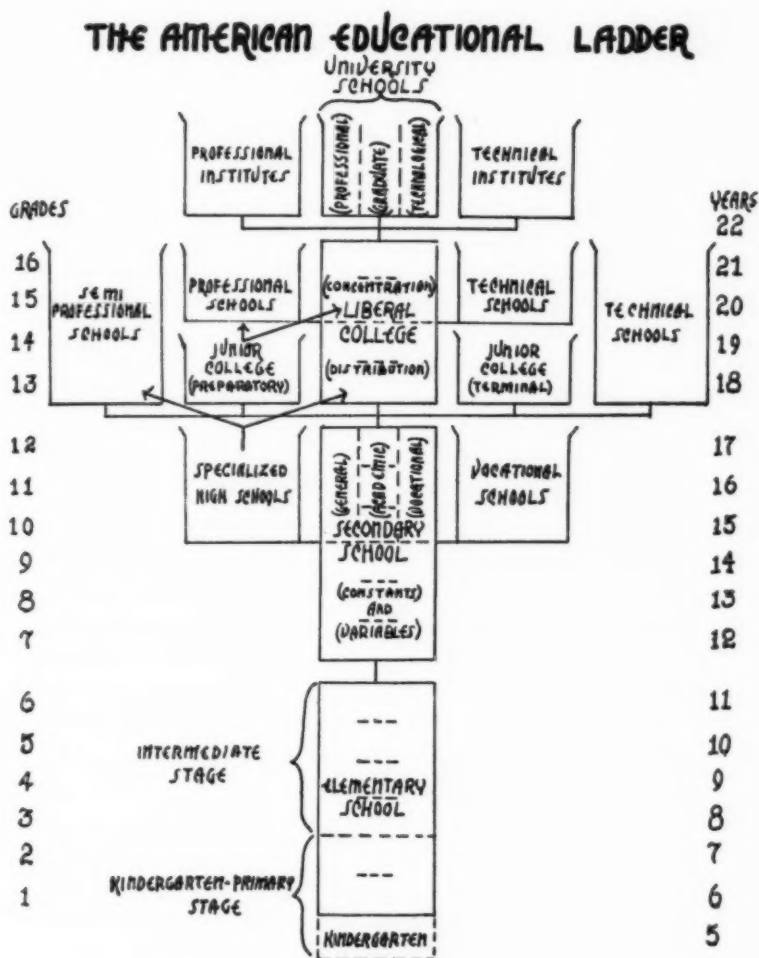 THE AMERICAN EDUCATIONAL LADDER
UNIVERSITY
SCHOOLS
PROFESSIONAL
INSTITUTES
(PROFESSIONAL)
(GRADUATE)
(TECHNOLOGICAL)
TECHNICAL
INSTITUTES
GRADES
YEARS
22
16
21
SEMI
PROFESSIONAL
SCHOOLS
PROFESSIONAL
SCHOOLS
(CONCENTRATION)
LIBERAL
COLLEGE
(DISTRIBUTION)
TECHNICAL
SCHOOLS
TECHNICAL
SCHOOLS
15
20
14
19
JUNIOR
COLLEGE
(PREPARATORY)
JUNIOR
COLLEGE
(TERMINAL)
13
18
12
17
SPECIALIZED
HIGH SCHOOLS
(GENERAL)
(ACADEMIC)
(VOCATIONAL)
VOCATIONAL
SCHOOLS
11
16
10
15
SECONDARY
SCHOOL
9
14
8
13
(CONSTANTS)
AND
(VARIABLES)
7
12
6
11
5
10
INTERMEDIATE
STAGE
4
9
ELEMENTARY
SCHOOL
3
8
2
7
KINDERGARTEN-PRIMARY
STAGE
1
6
KINDERGARTEN
5